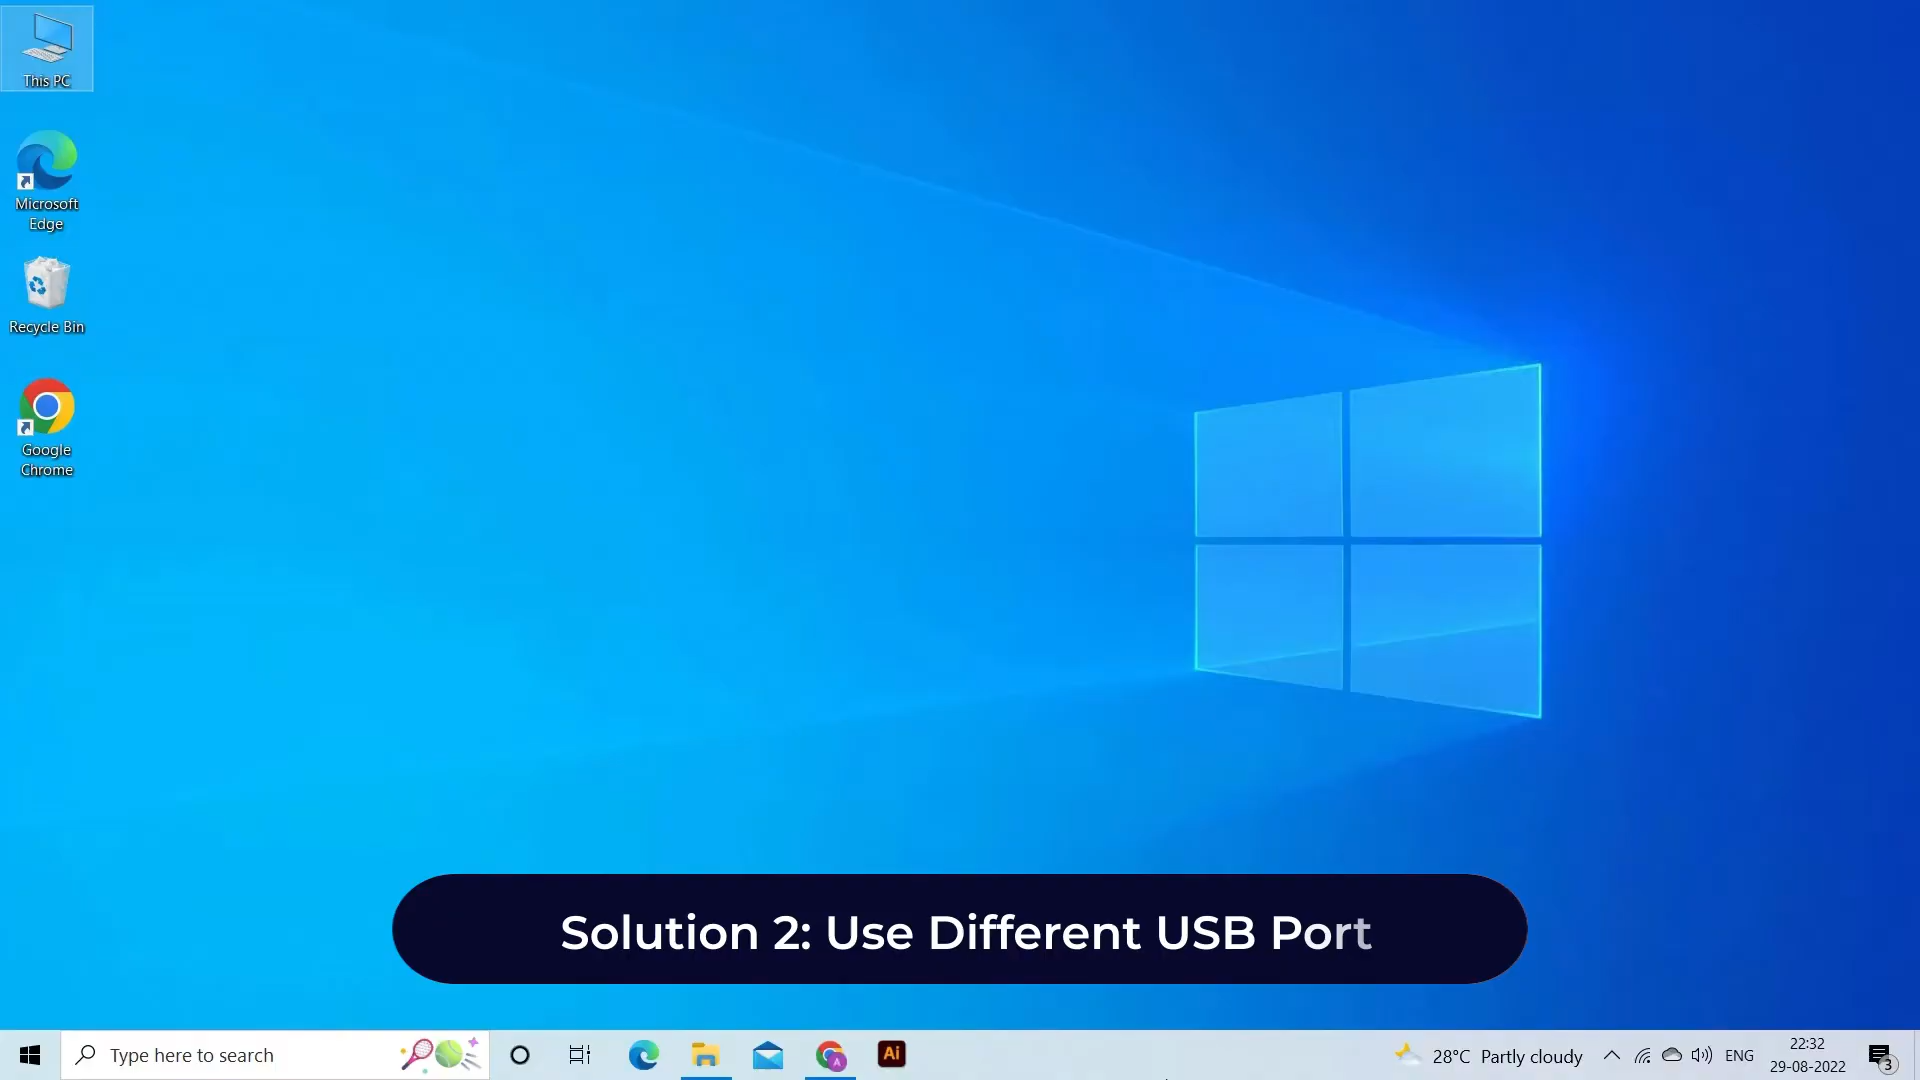 This PC
Microsoft
Edge
Recycle Bin
Google
Chrome
Solution 2: Use Different USB Port
Type here to search
A
Ai
28°C Partly cloudy
ENG
22:32
29-08-2022
3